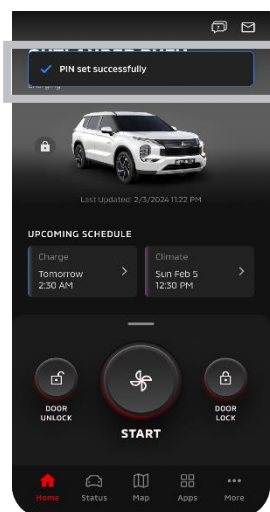 PIN set successfully
Charging
Last Updated: 2/3/2024 11:22 PM
UPCOMING SCHEDULE
Charge
Tomorrow
2:30 AM
Climate
Sun Feb 5
12:30 PM
DOOR
UNLOCK
START
DOOR
LOCK
Home Status Map Apps More